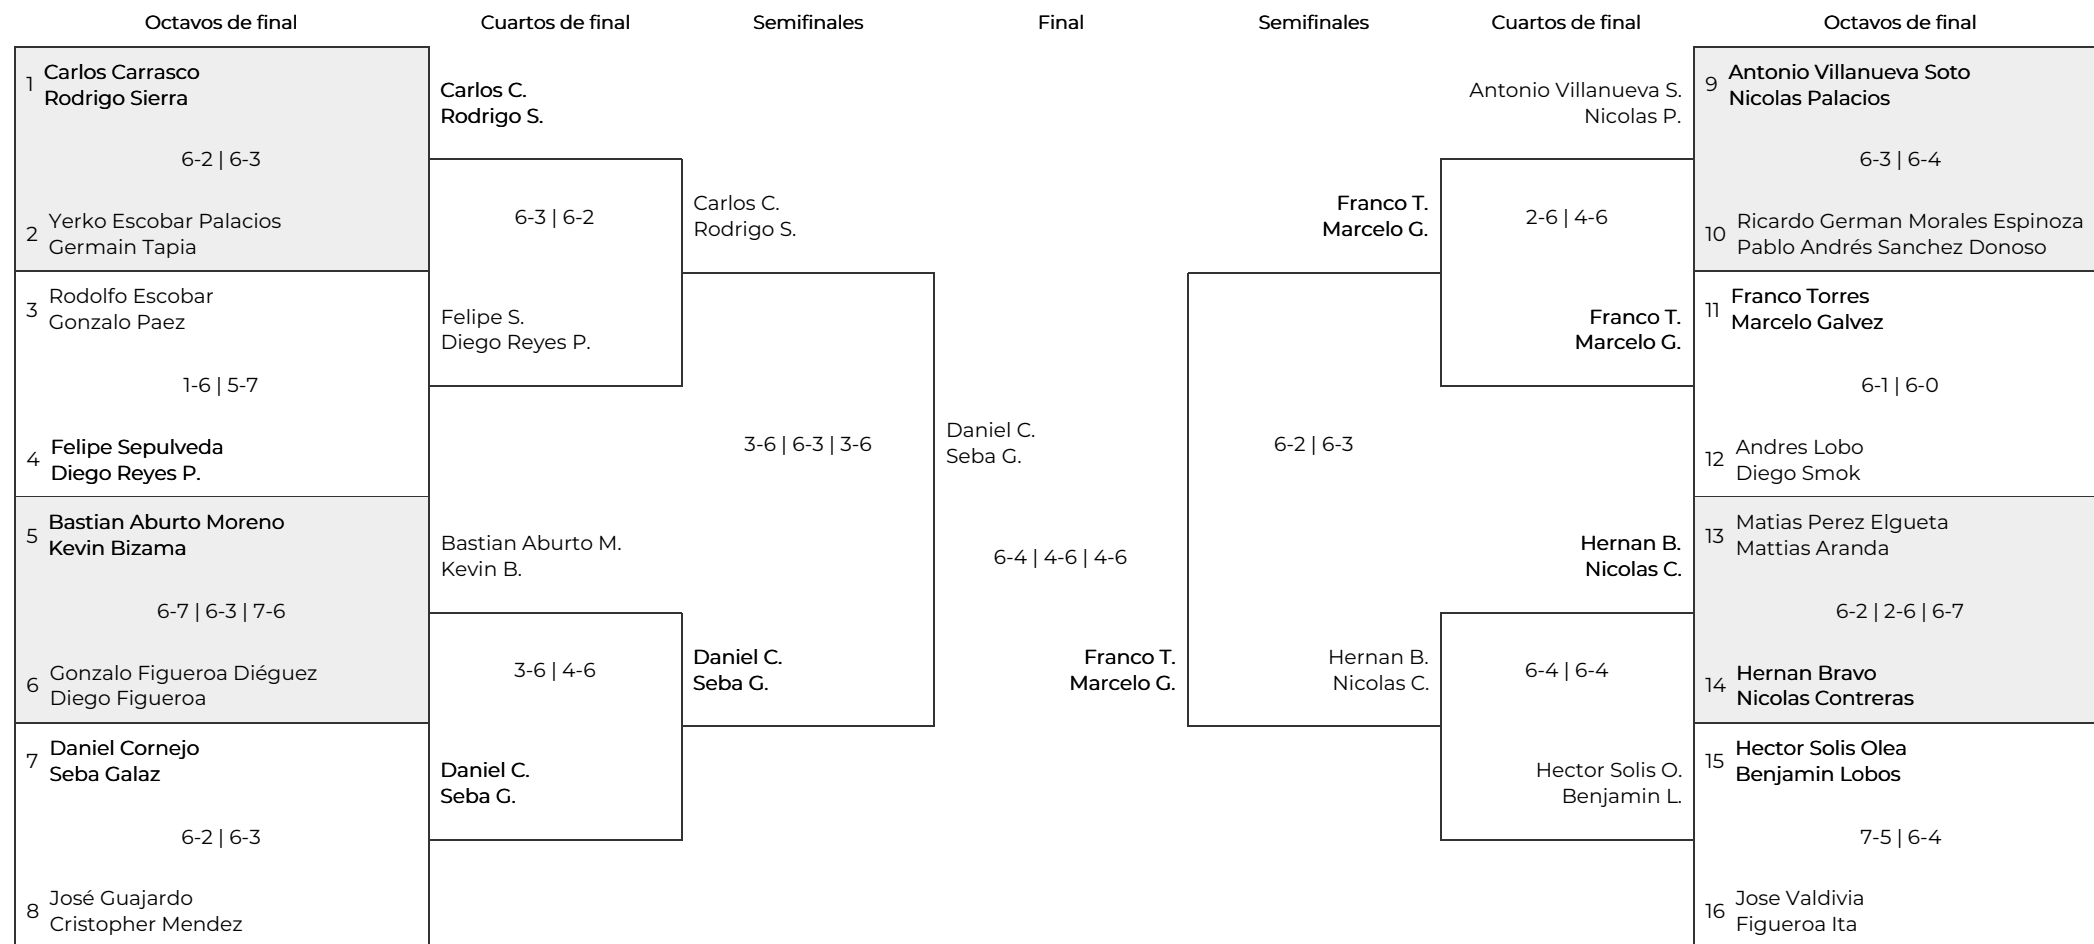 Octavos de final
Cuartos de final
Semifinales
Final
Semifinales
Cuartos de final
Octavos de final
1
Carlos Carrasco
Rodrigo Sierra
6-2 | 6-3
2
Yerko Escobar Palacios
Germain Tapia
3
Rodolfo Escobar
Gonzalo Paez
1-6 | 5-7
4
Felipe Sepulveda
Diego Reyes P.
5
Bastian Aburto Moreno
Kevin Bizama
6-7 | 6-3 | 7-6
6
Gonzalo Figueroa Diéguez
Diego Figueroa
7
Daniel Cornejo
Seba Galaz
6-2 | 6-3
8
José Guajardo
Cristopher Mendez
Carlos C.
Rodrigo S.
6-3 | 6-2
Felipe S.
Diego Reyes P.
Bastian Aburto M.
Kevin B.
3-6 | 4-6
Daniel C.
Seba G.
Carlos C.
Rodrigo S.
3-6 | 6-3 | 3-6
Daniel C.
Seba G.
Daniel C.
Seba G.
6-4 | 4-6 | 4-6
Franco T.
Marcelo G.
Franco T.
Marcelo G.
6-2 | 6-3
Hernan B.
Nicolas C.
Antonio Villanueva S.
Nicolas P.
2-6 | 4-6
Franco T.
Marcelo G.
Hernan B.
Nicolas C.
6-4 | 6-4
Hector Solis O.
Benjamin L.
9
Antonio Villanueva Soto
Nicolas Palacios
6-3 | 6-4
10
Ricardo German Morales Espinoza
Pablo Andrés Sanchez Donoso
11
Franco Torres
Marcelo Galvez
6-1 | 6-0
12
Andres Lobo
Diego Smok
13
Matias Perez Elgueta
Mattias Aranda
6-2 | 2-6 | 6-7
14
Hernan Bravo
Nicolas Contreras
15
Hector Solis Olea
Benjamin Lobos
7-5 | 6-4
16
Jose Valdivia
Figueroa Ita